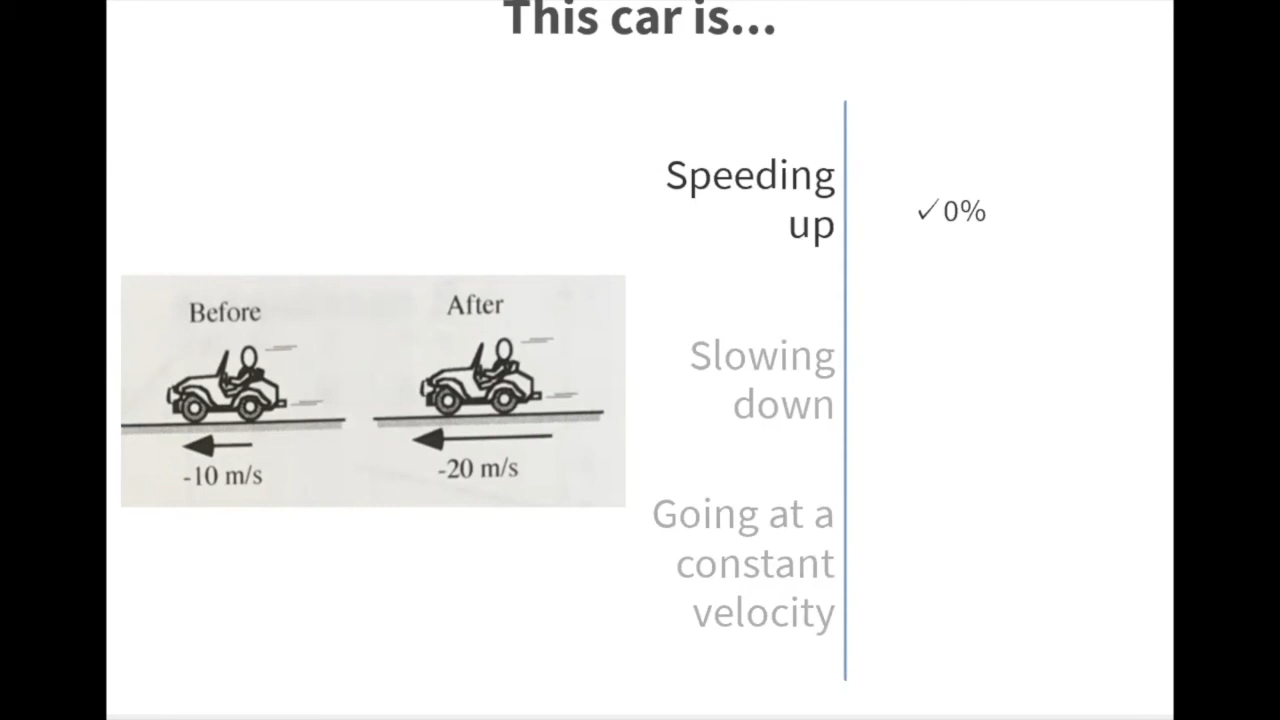 This car is...
Speeding
up
✓0%
Before
After
Slowing
down
-10 m/s
-20 m/s
Going at a
constant
velocity